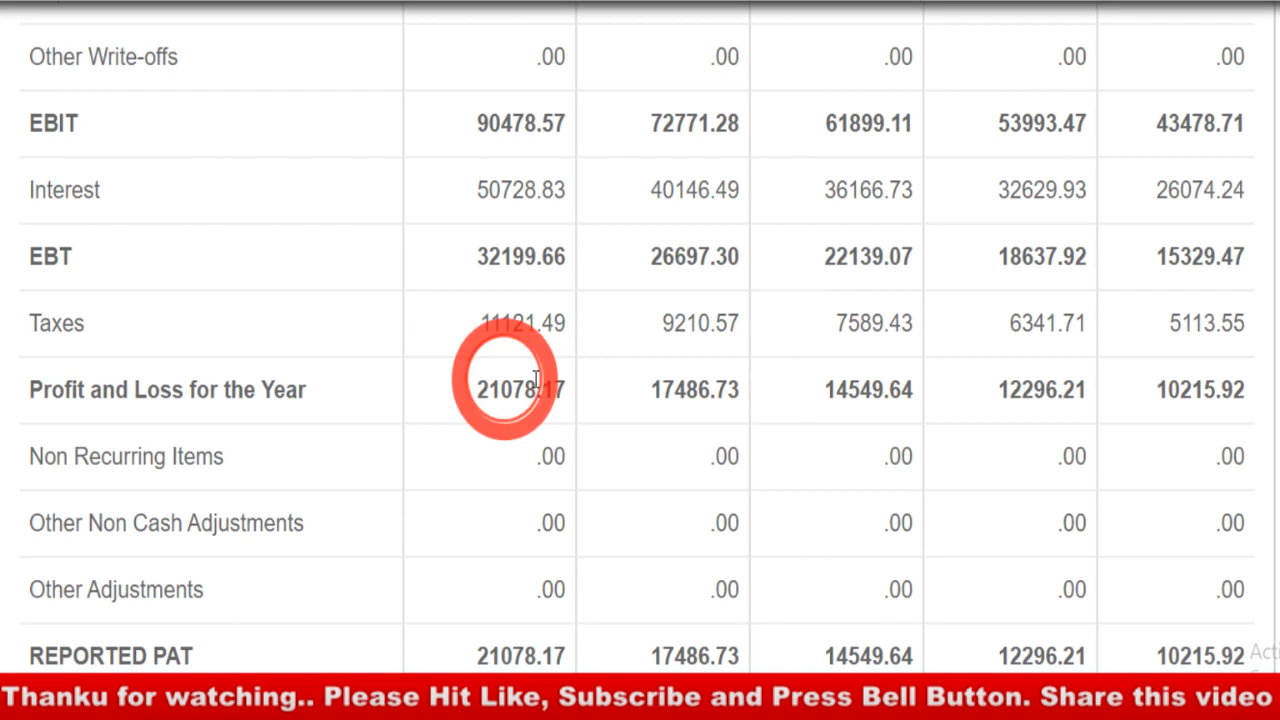 Other Write-offs .00 .00 .00 .00 .00
EBIT 90478.57 72771.28 61899.11 53993.47 43478.71
Interest 50728.83 40146.49 36166.73 32629.93 26074.24
EBT 32199.66 26697.30 22139.07 18637.92 15329.47
Taxes 11121.49 9210.57 7589.43 6341.71 5113.55
Profit and Loss for the Year 21078.17 17486.73 14549.64 12296.21 10215.92
Non Recurring Items .00 .00 .00 .00 .00
Other Non Cash Adjustments .00 .00 .00 .00 .00
Other Adjustments .00 .00 .00 .00 .00
REPORTED PAT 21078.17 17486.73 14549.64 12296.21 10215.92
Thanku for watching.. Please Hit Like, Subscribe and Press Bell Button. Share this video